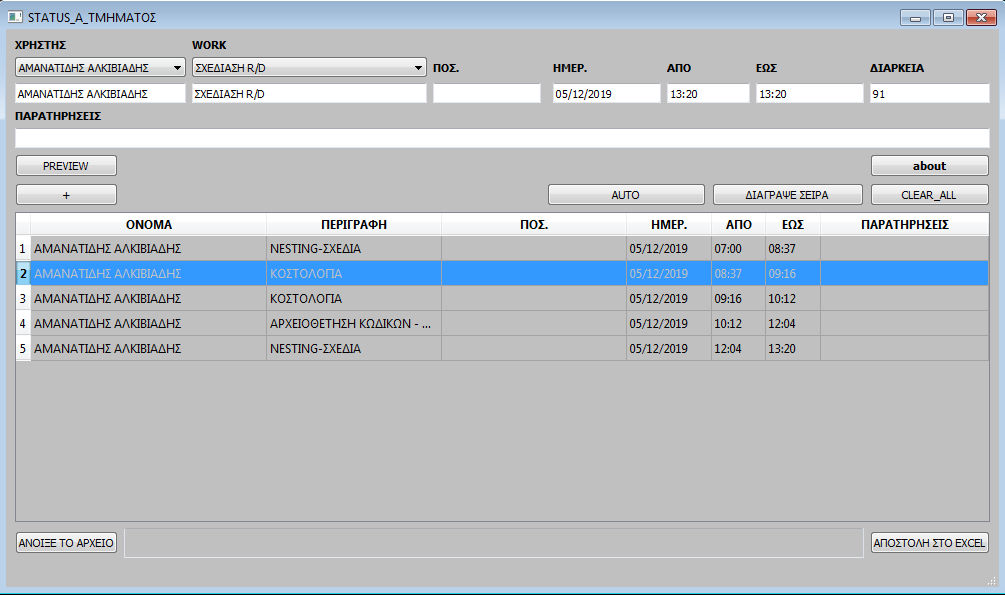 STATUS_A_ΤΜΗΜΑΤΟΣ
ΧΡΗΣΤΗΣ WORK
ΑΜΑΝΑΤΙΔΗΣ ΑΛΚΙΒΙΑΔΗΣ ΣΧΕΔΙΑΣΗ R/D ΠΟΣ. ΗΜΕΡ. ΑΠΟ ΕΩΣ ΔΙΑΡΚΕΙΑ
ΑΜΑΝΑΤΙΔΗΣ ΑΛΚΙΒΙΑΔΗΣ ΣΧΕΔΙΑΣΗ R/D 05/12/2019 13:20 13:20 91
ΠΑΡΑΤΗΡΗΣΕΙΣ
PREVIEW about
+ AUTO ΔΙΑΓΡΑΨΕ ΣΕΙΡΑ CLEAR_ALL
ΟΝΟΜΑ ΠΕΡΙΓΡΑΦΗ ΠΟΣ. ΗΜΕΡ. ΑΠΟ ΕΩΣ ΠΑΡΑΤΗΡΗΣΕΙΣ
1 ΑΜΑΝΑΤΙΔΗΣ ΑΛΚΙΒΙΑΔΗΣ NESTING-ΣΧΕΔΙΑ 05/12/2019 07:00 08:37
2 ΑΜΑΝΑΤΙΔΗΣ ΑΛΚΙΒΙΑΔΗΣ ΚΟΣΤΟΛΟΓΙΑ 05/12/2019 08:37 09:16
3 ΑΜΑΝΑΤΙΔΗΣ ΑΛΚΙΒΙΑΔΗΣ ΚΟΣΤΟΛΟΓΙΑ 05/12/2019 09:16 10:12
4 ΑΜΑΝΑΤΙΔΗΣ ΑΛΚΙΒΙΑΔΗΣ ΑΡΧΕΙΟΘΕΤΗΣΗ ΚΩΔΙΚΩΝ - ... 05/12/2019 10:12 12:04
5 ΑΜΑΝΑΤΙΔΗΣ ΑΛΚΙΒΙΑΔΗΣ NESTING-ΣΧΕΔΙΑ 05/12/2019 12:04 13:20
ΑΝΟΙΞΕ ΤΟ ΑΡΧΕΙΟ ΑΠΟΣΤΟΛΗ ΣΤΟ EXCEL